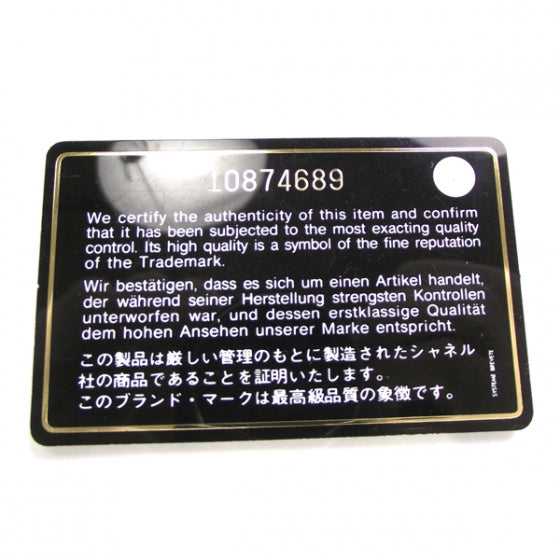 10874689
We certify the authenticity of this item and confirm
that it has been subjected to the most exacting quality
control. Its high quality is a symbol of the fine reputation
of the Trademark.
Wir bestätigen, dass es sich um einen Artikel handelt,
der während seiner Herstellung strengsten Kontrollen
unterworfen war, und dessen erstklassige Qualität
dem hohen Ansehen unserer Marke entspricht.
この製品は厳しい管理のもとに製造されたシャネル
社の商品であることを証明いたします。
このブランド・マークは最高級品質の象徴です。
SYSTEME BREVETE